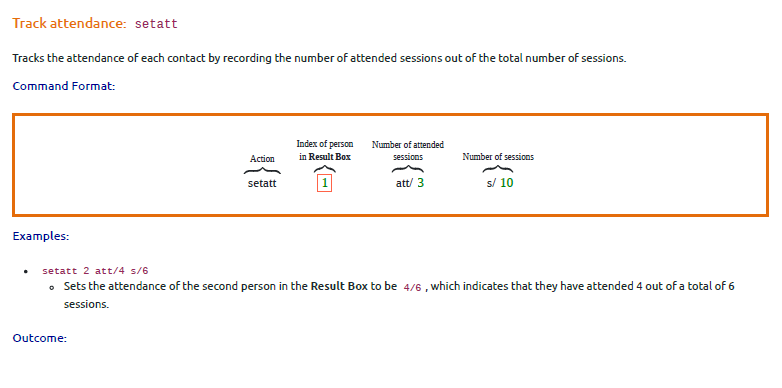 Track attendance: setatt
Tracks the attendance of each contact by recording the number of attended sessions out of the total number of sessions.
Command Format:
Action
Index of person
in Result Box
Number of attended
sessions
Number of sessions
setatt 1 att/ 3 s/ 10
Examples:
• setatt 2 att/4 s/6
◦ Sets the attendance of the second person in the Result Box to be 4/6 , which indicates that they have attended 4 out of a total of 6
sessions.
Outcome: